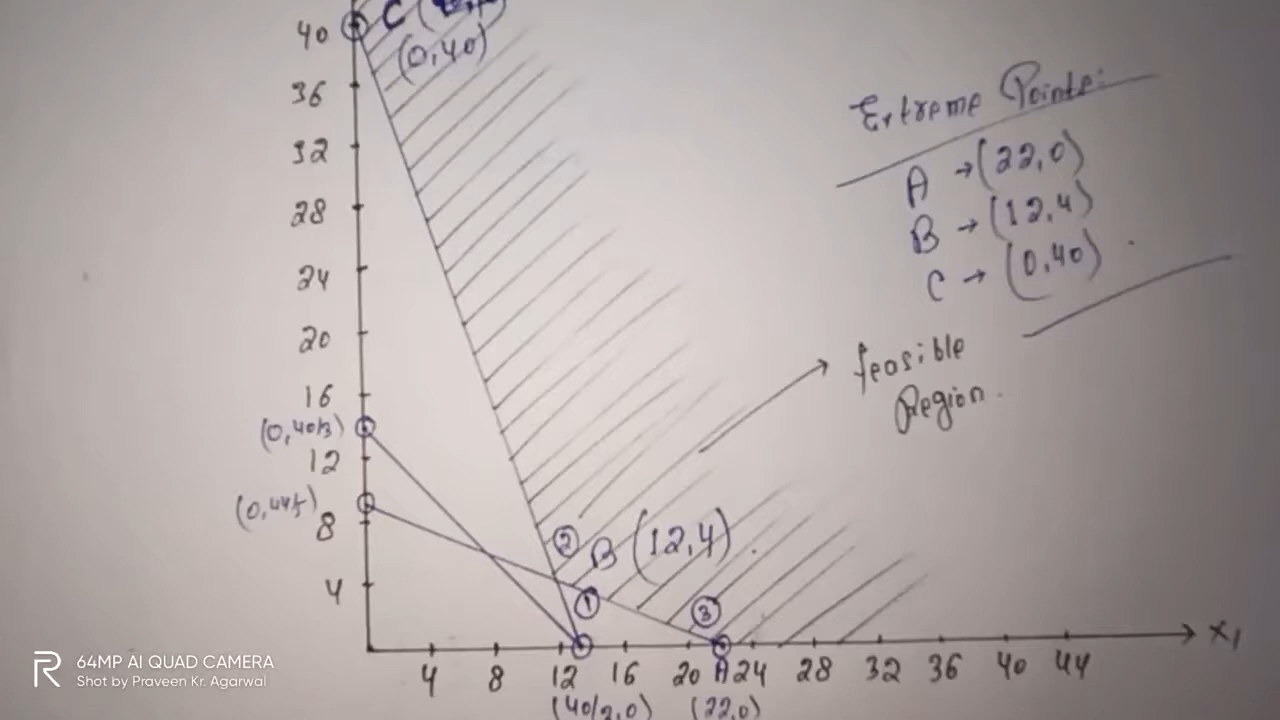 40
C
(0,40)
36
32
28
24
20
16
(0,40/3)
12
(0,44/5)
8
4
② B (12,4).
①
③
4 8 12 16 20 A 24 28 32 36 40 44
X₁
(40/3,0) (22,0)
Extreme Points:
A → (22,0)
B → (12,4)
C → (0,40)
feasible
Region.
64MP AI QUAD CAMERA
Shot by Praveen Kr. Agarwal